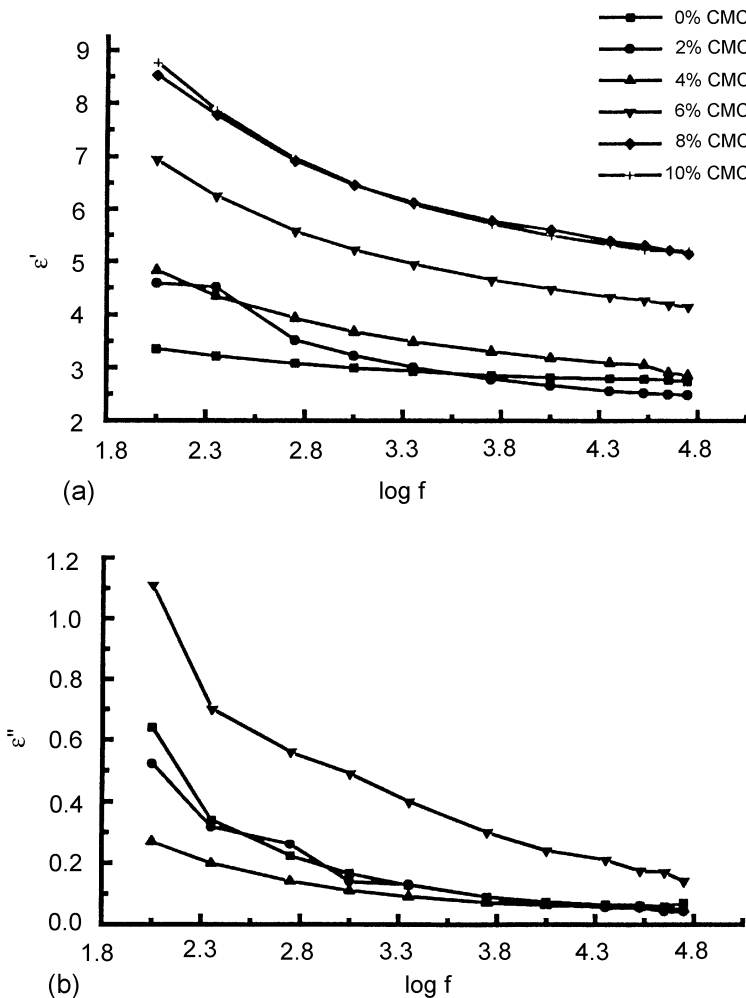 0% CMC
2% CMC
4% CMC
6% CMC
8% CMC
10% CMC
9
8
7
6
5
4
3
2
ε'
1.8 2.3 2.8 3.3 3.8 4.3 4.8
(a)
log f
1.2
1.0
0.8
0.6
0.4
0.2
0.0
ε"
1.8 2.3 2.8 3.3 3.8 4.3 4.8
(b)
log f